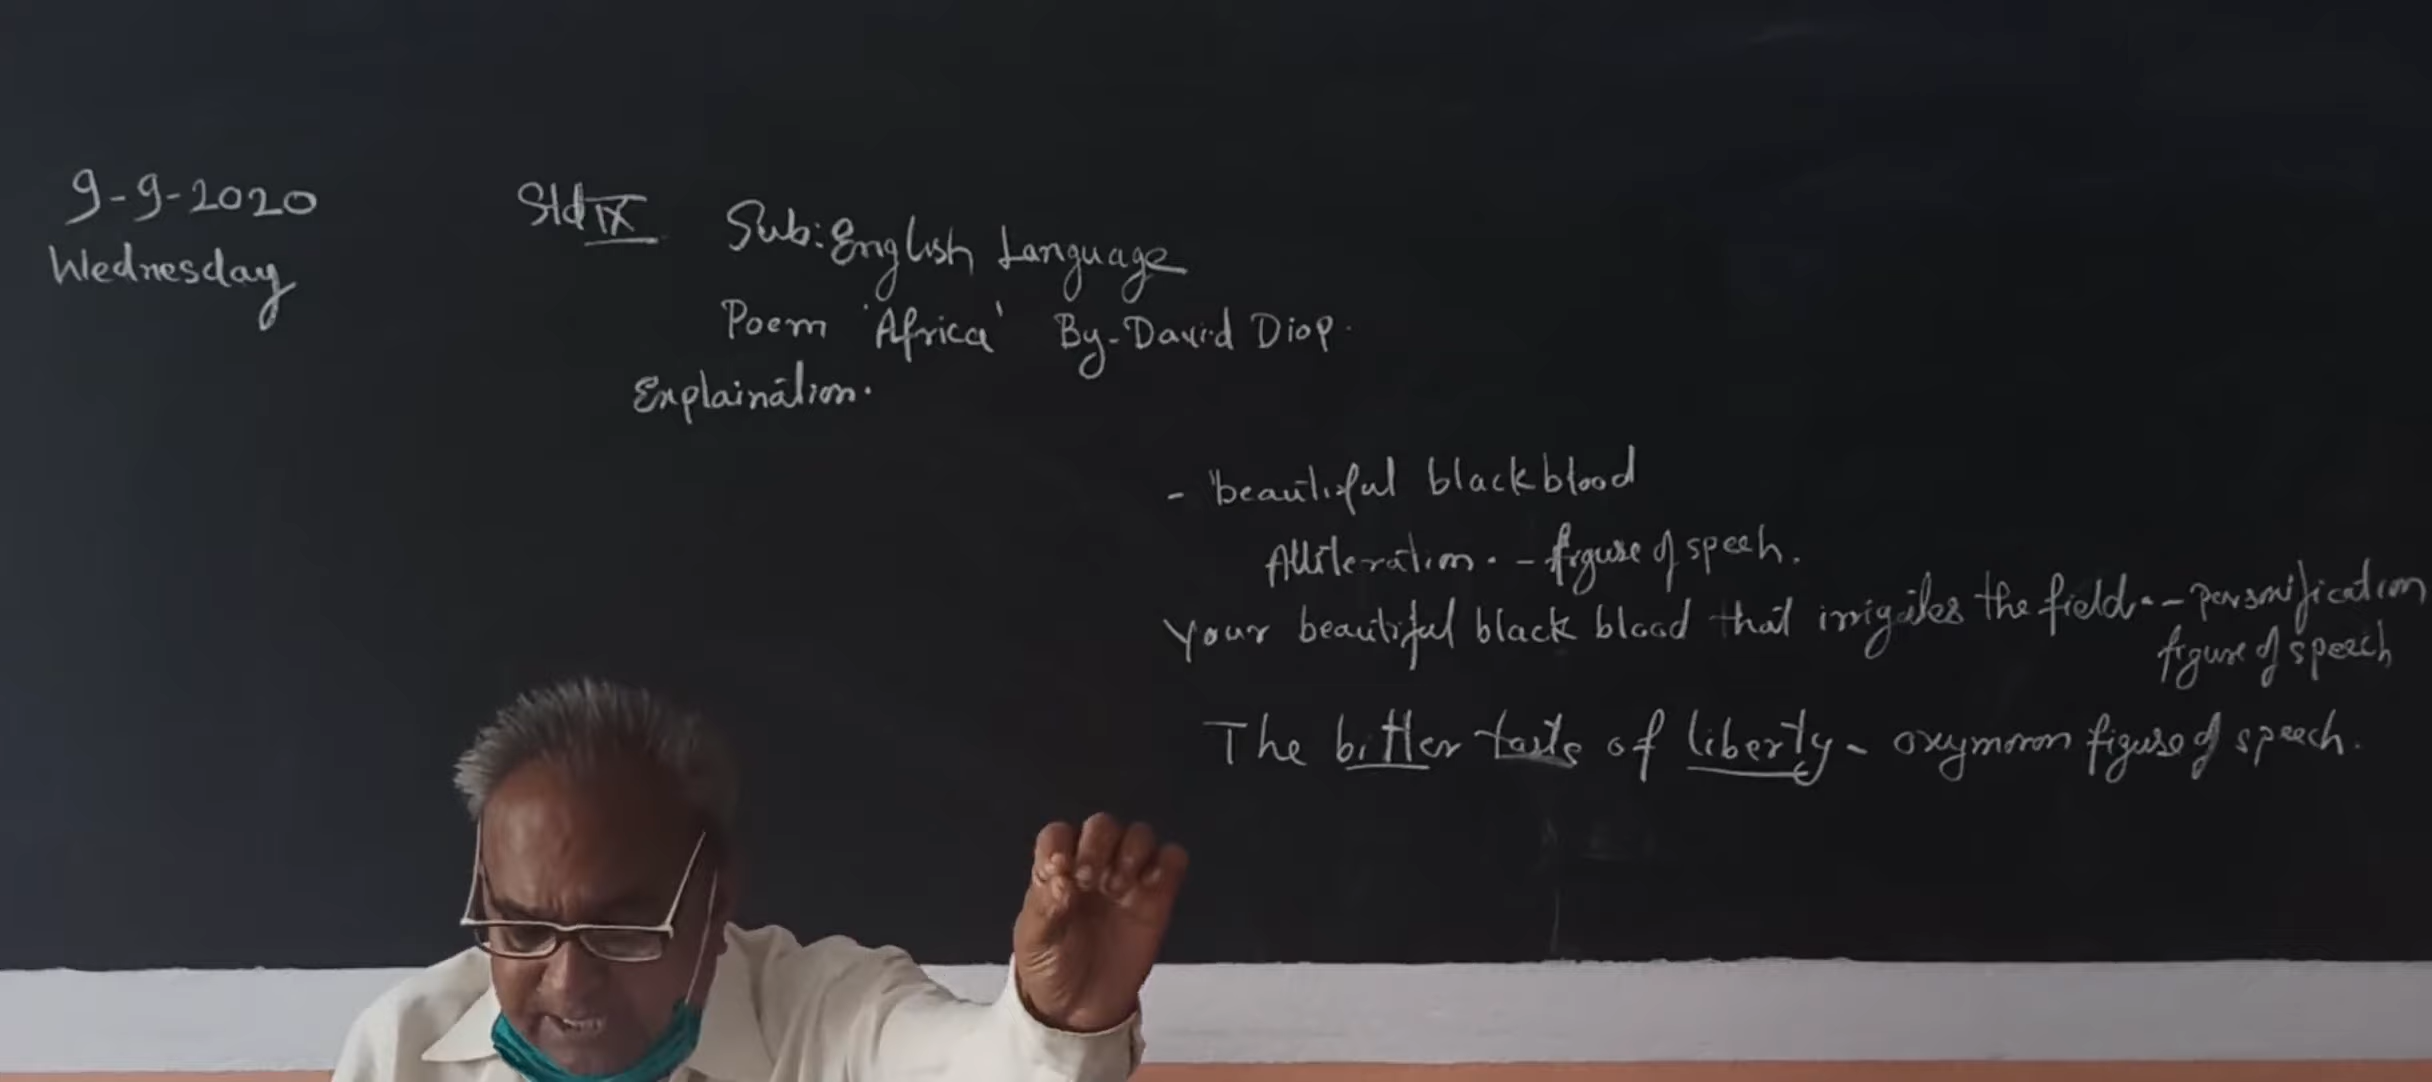 9-9-2020
Wednesday
Std IX
Sub: English Language
Poem 'Africa' By-David Diop.
Explaination.
- "beautiful black blood
Alliteration. - figure of speeh.
Your beautiful black blood that irrigates the field. - personification
figure of speech
The bitter taste of liberty - oxymoron figure of speech.